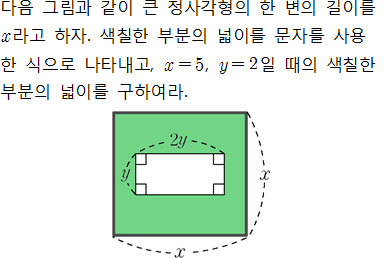 다음 그림과 같이 큰 정사각형의 한 변의 길이를
x라고 하자. 색칠한 부분의 넓이를 문자를 사용
한 식으로 나타내고, x=5, y=2일 때의 색칠한
부분의 넓이를 구하여라.
2y
y
x
x